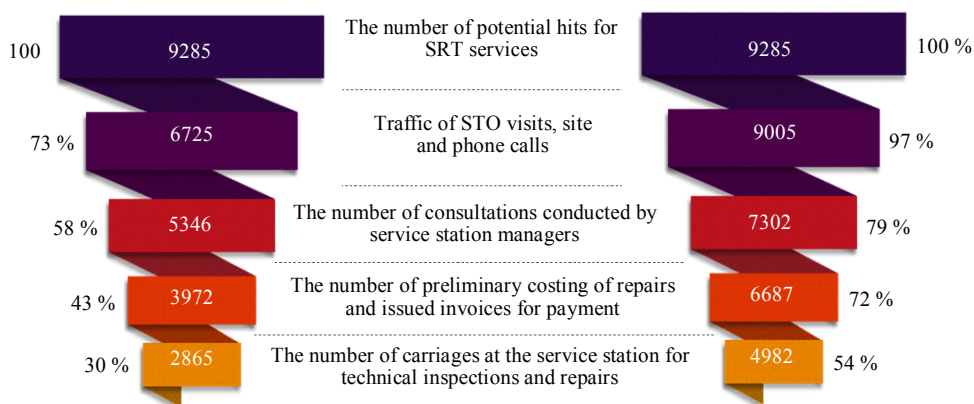 100
9285
The number of potential hits for
SRT services
9285
100 %
73 %
6725
Traffic of STO visits, site
and phone calls
9005
97 %
58 %
5346
The number of consultations conducted by
service station managers
7302
79 %
43 %
3972
The number of preliminary costing of repairs
and issued invoices for payment
6687
72 %
30 %
2865
The number of carriages at the service station for
technical inspections and repairs
4982
54 %